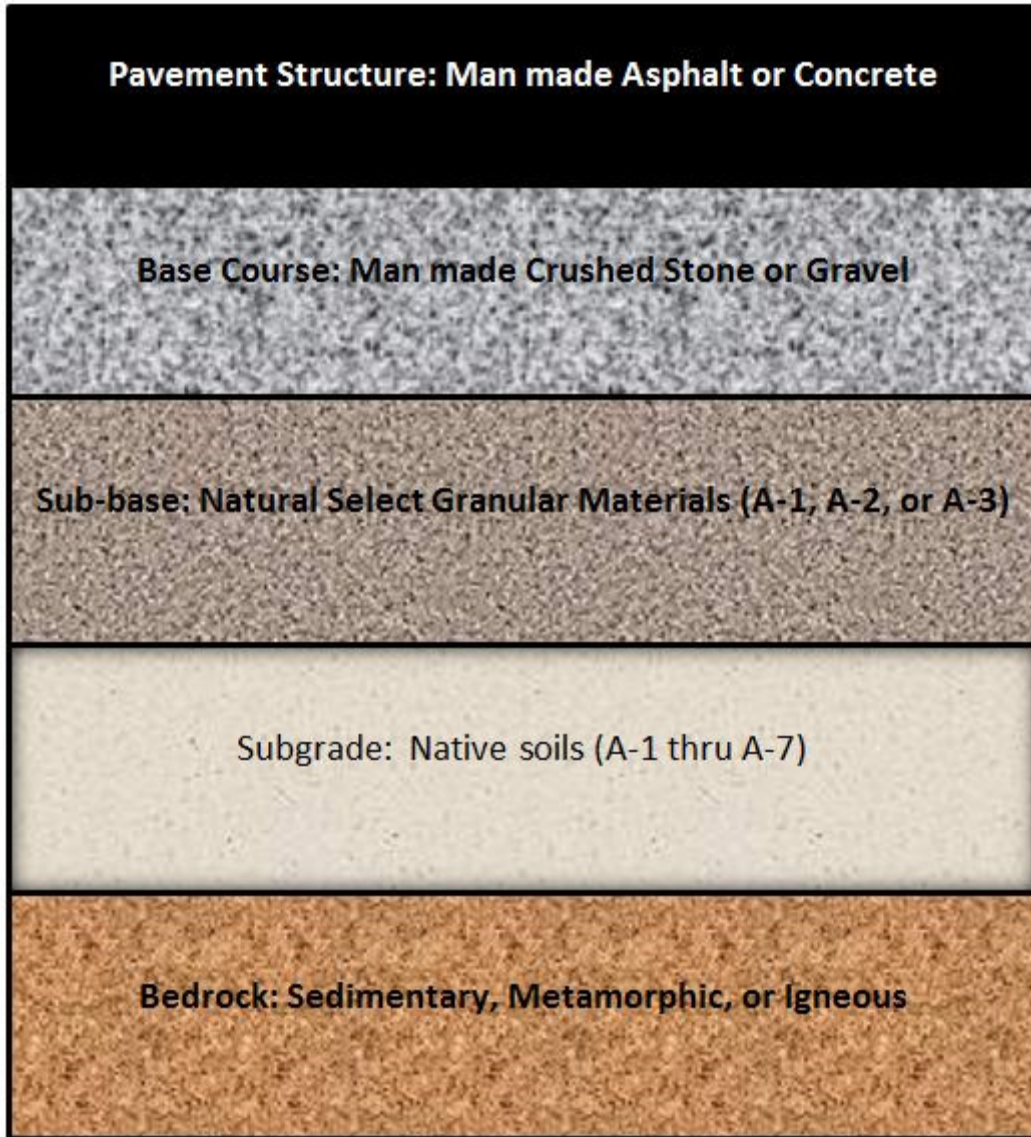 Pavement Structure: Man made Asphalt or Concrete
Base Course: Man made Crushed Stone or Gravel
Sub-base: Natural Select Granular Materials (A-1, A-2, or A-3)
Subgrade:  Native soils (A-1 thru A-7)
Bedrock: Sedimentary, Metamorphic, or Igneous